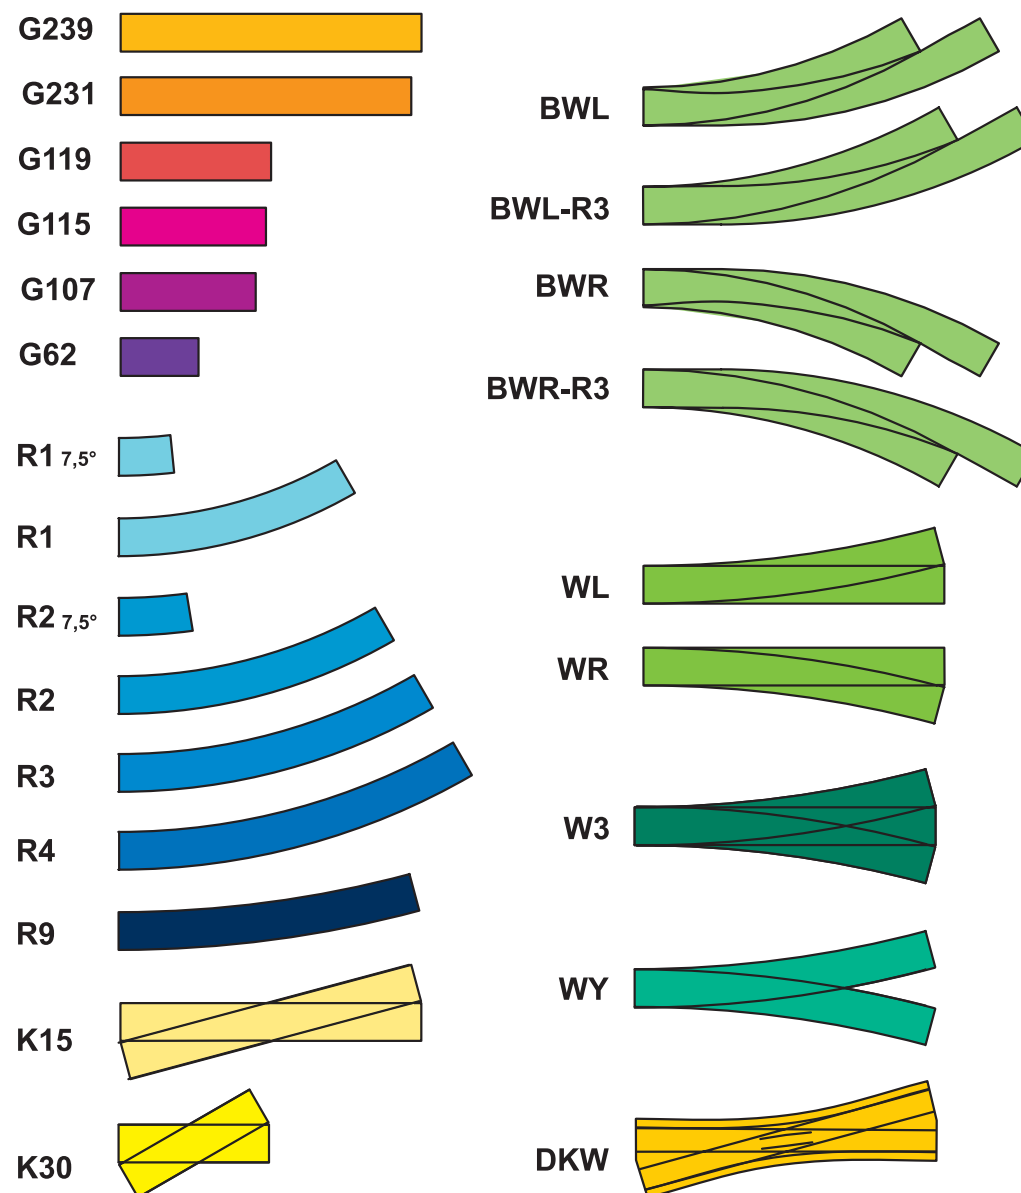 G239
G231
G119
G115
G107
G62
R1 7,5°
R1
R2 7,5°
R2
R3
R4
R9
K15
K30
BWL
BWL-R3
BWR
BWR-R3
WL
WR
W3
WY
DKW